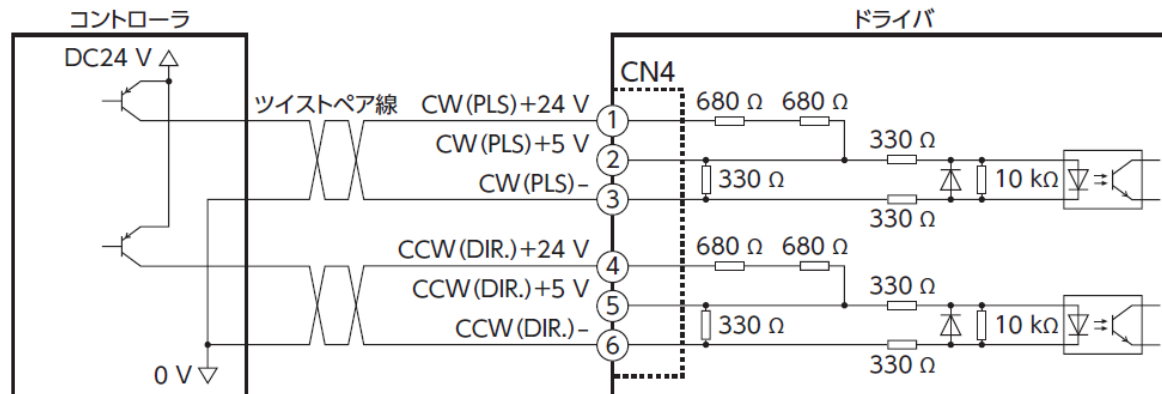 コントローラ
ドライバ
DC24 V
CN4
ツイストペア線
CW(PLS)+24 V
1
680 Ω
680 Ω
CW(PLS)+5 V
2
330 Ω
CW(PLS)−
3
330 Ω
10 kΩ
330 Ω
CCW(DIR.)+24 V
4
680 Ω
680 Ω
CCW(DIR.)+5 V
5
330 Ω
CCW(DIR.)−
6
330 Ω
10 kΩ
330 Ω
0 V